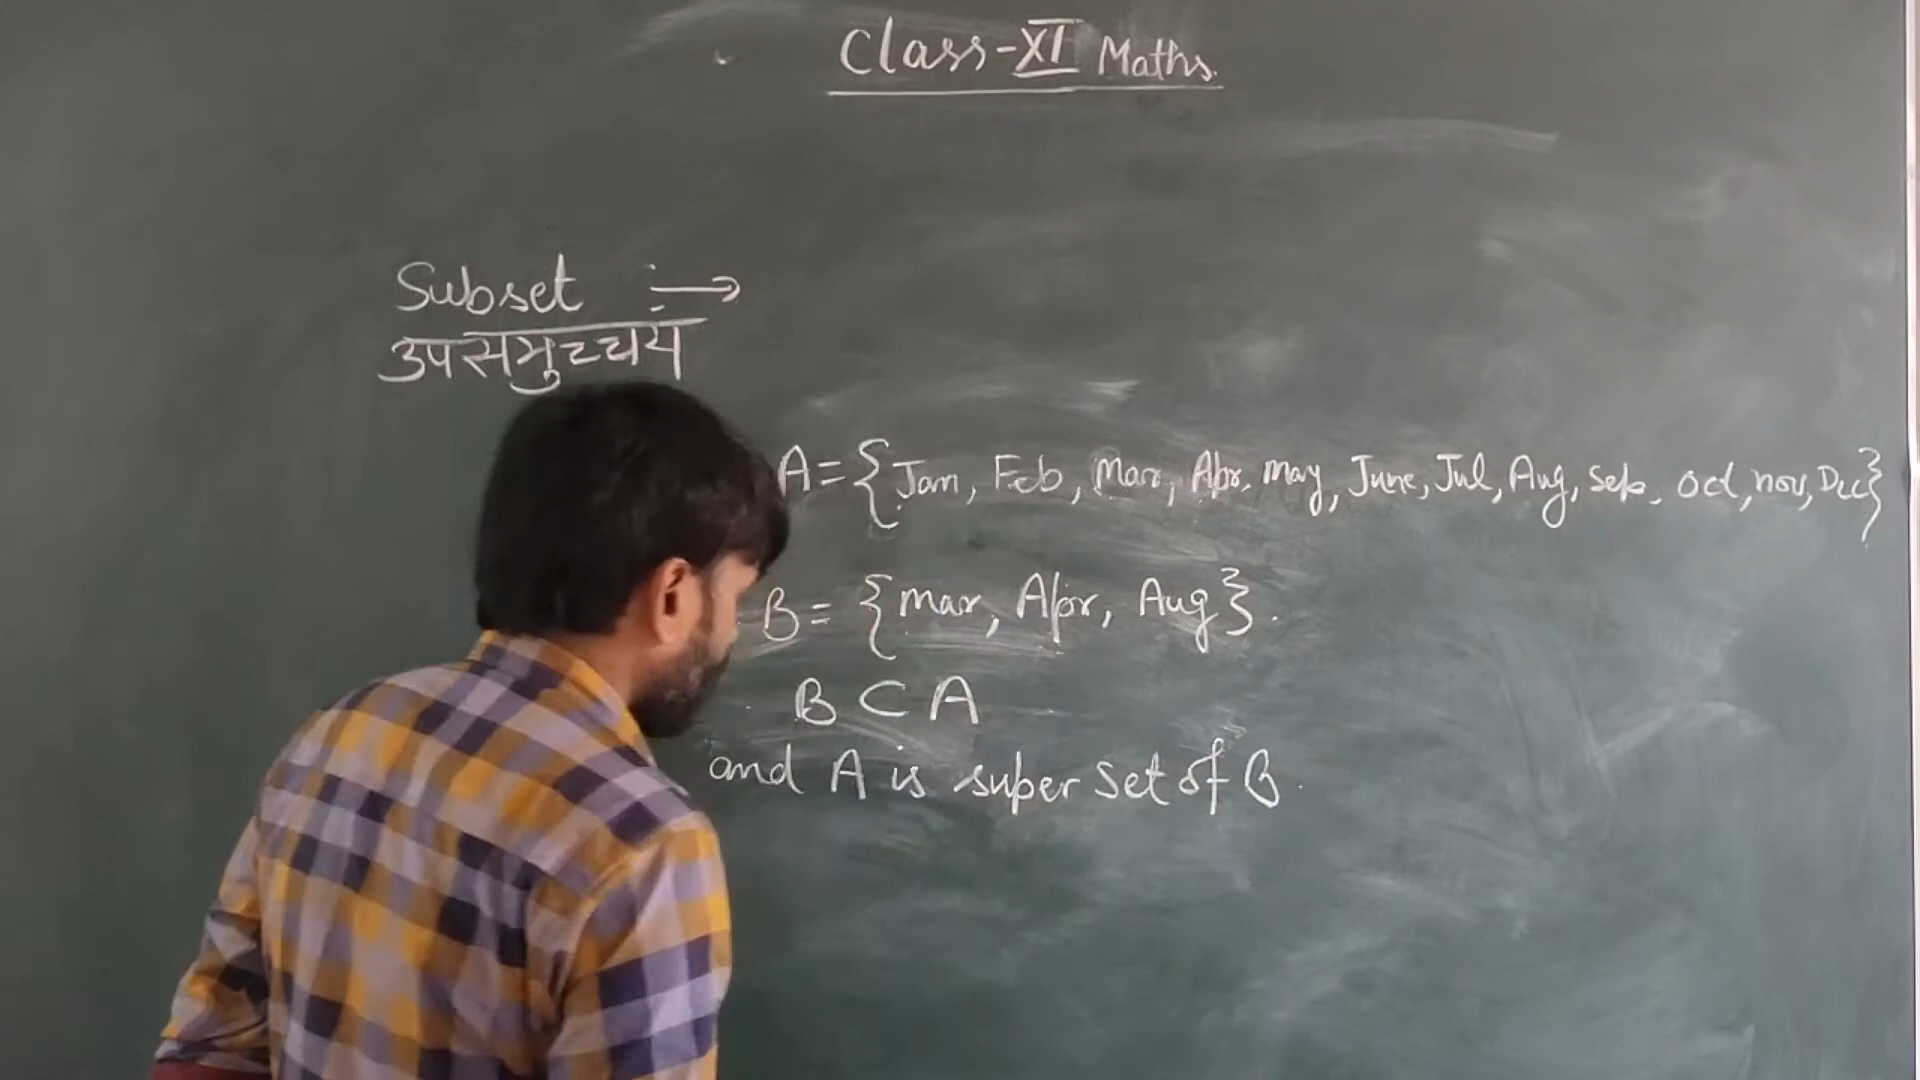 Class-XI Maths.
Subset :→
उपसमुच्चय
A={Jan, Feb, Mar, Apr, May, June, Jul, Aug, Sep, Oct, nov, Dec}
B= {mar, Apr, Aug}.
B ⊂ A
and A is super set of B.